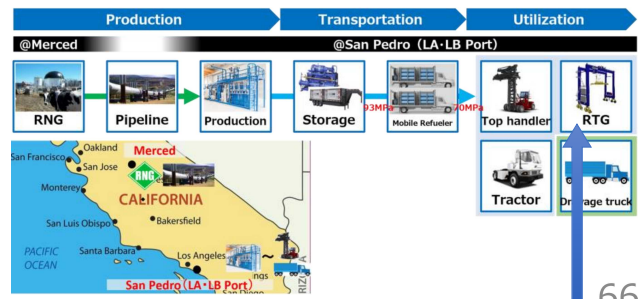 Production
Transportation
Utilization
@Merced
@San Pedro (LA・LB Port)
RNG
Pipeline
Production
Storage
93MPa
Mobile Refueler
70MPa
Top handler
RTG
Tractor
truck
Oakland
San Francisco
San Jose
Merced
RNG
Monterey
CALIFORNIA
San Luis Obispo
Bakersfield
Santa Barbara
Los Angeles
PACIFIC
OCEAN
San Pedro (LA・LB Port)
San Diego
66